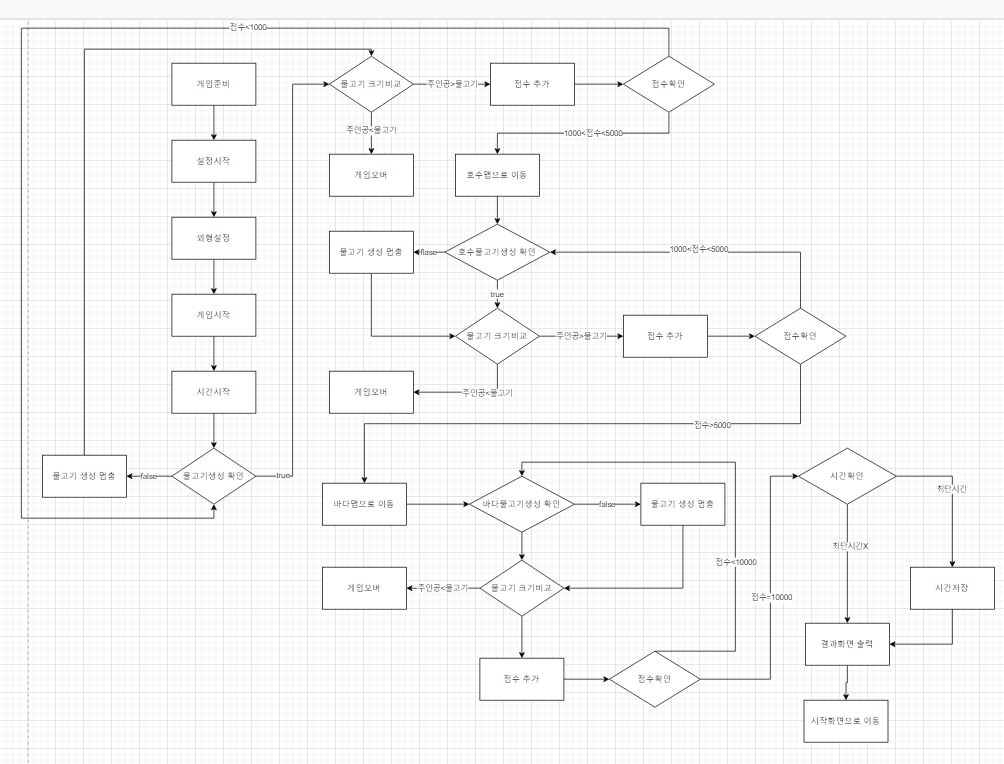 점수<1000
게임준비
물고기 크기비교
주인공>물고기
점수 추가
점수확인
주인공<물고기
1000<점수<5000
설정시작
게임오버
호수맵으로 이동
외형설정
물고기 생성 멈춤
flase
호수물고기생성 확인
1000<점수<5000
true
게임시작
물고기 크기비교
주인공>물고기
점수 추가
점수확인
시간시작
게임오버
주인공<물고기
점수>5000
물고기 생성 멈춤
false
물고기생성 확인
true
시간확인
최단시간
바다맵으로 이동
바다물고기생성 확인
false
물고기 생성 멈춤
최단시간X
점수<10000
게임오버
주인공<물고기
물고기 크기비교
점수=10000
시간저장
결과화면 출력
점수 추가
점수확인
시작화면으로 이동